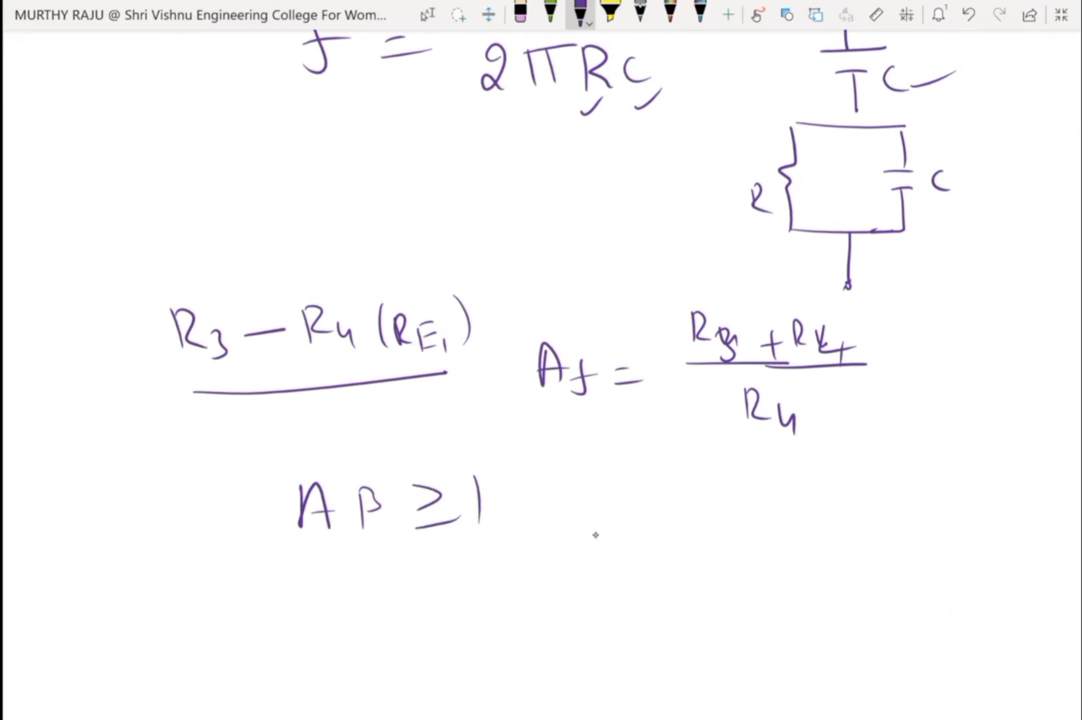 MURTHY RAJU @ Shri Vishnu Engineering College For Wom...
f =
2πRC
C
R
C
R3 — R4 (RE1)
Af = R3 + R4
R4
Aβ ≥ 1